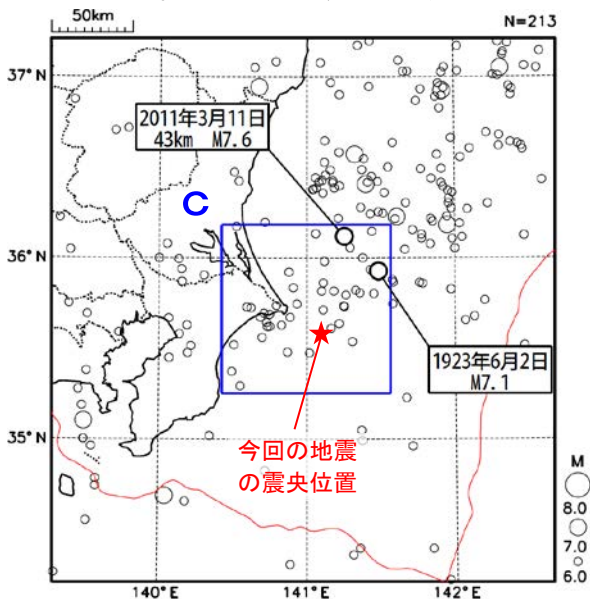 50km
N=213
37°N
2011年3月11日
43km M7.6
C
36°N
1923年6月2日
M7.1
今回の地震
の震央位置
35°N
M
8.0
7.0
6.0
140°E
141°E
142°E